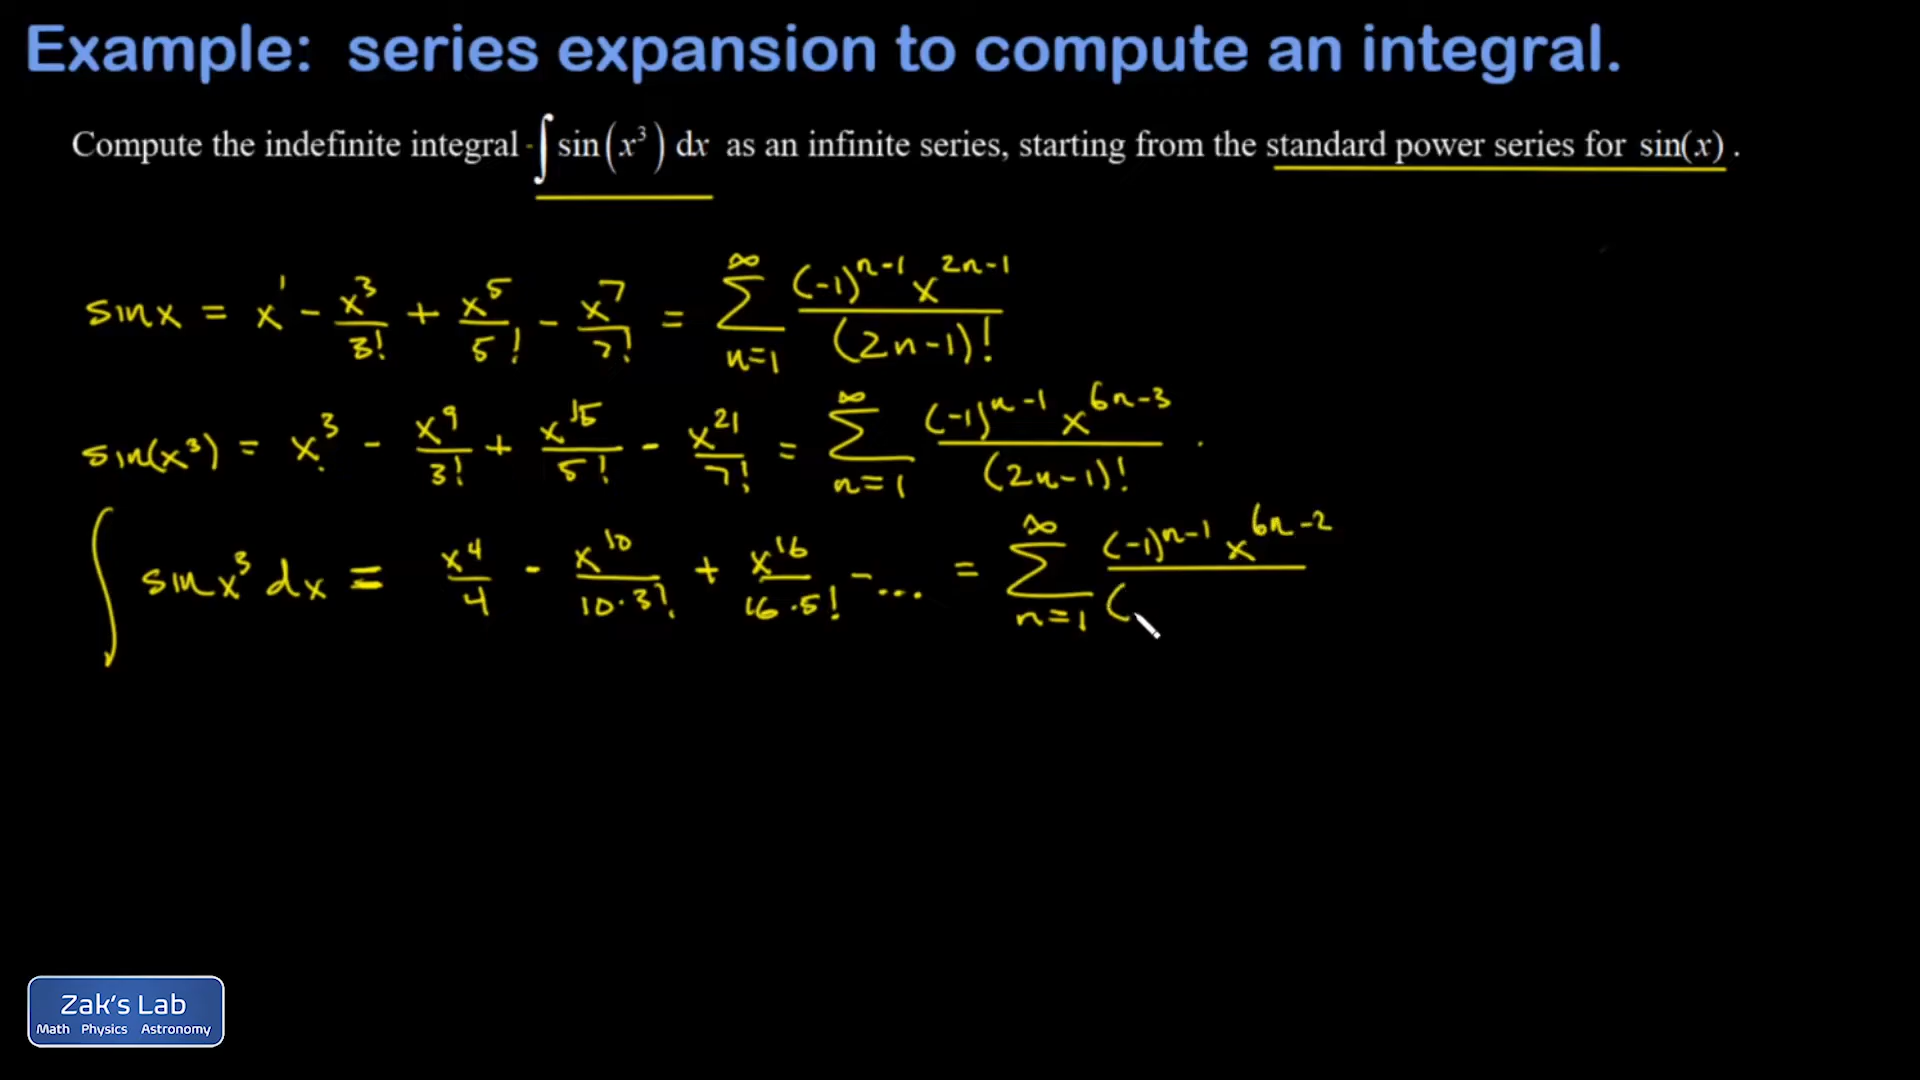 Example: series expansion to compute an integral.
Compute the indefinite integral -∫ sin(x³) dx as an infinite series, starting from the standard power series for sin(x).
sin x = x¹ - x³/3! + x⁵/5! - x⁷/7! = ∑_{n=1}^{∞} (-1)^{n-1} x^{2n-1} / (2n-1)!
sin(x³) = x³ - x⁹/3! + x¹⁵/5! - x²¹/7! = ∑_{n=1}^{∞} (-1)^{n-1} x^{6n-3} / (2n-1)! .
∫ sin x³ dx = x⁴/4 - x¹⁰/10·3! + x¹⁶/16·5! - ... = ∑_{n=1}^{∞} (-1)^{n-1} x^{6n-2} / (
Zak's Lab
Math Physics Astronomy